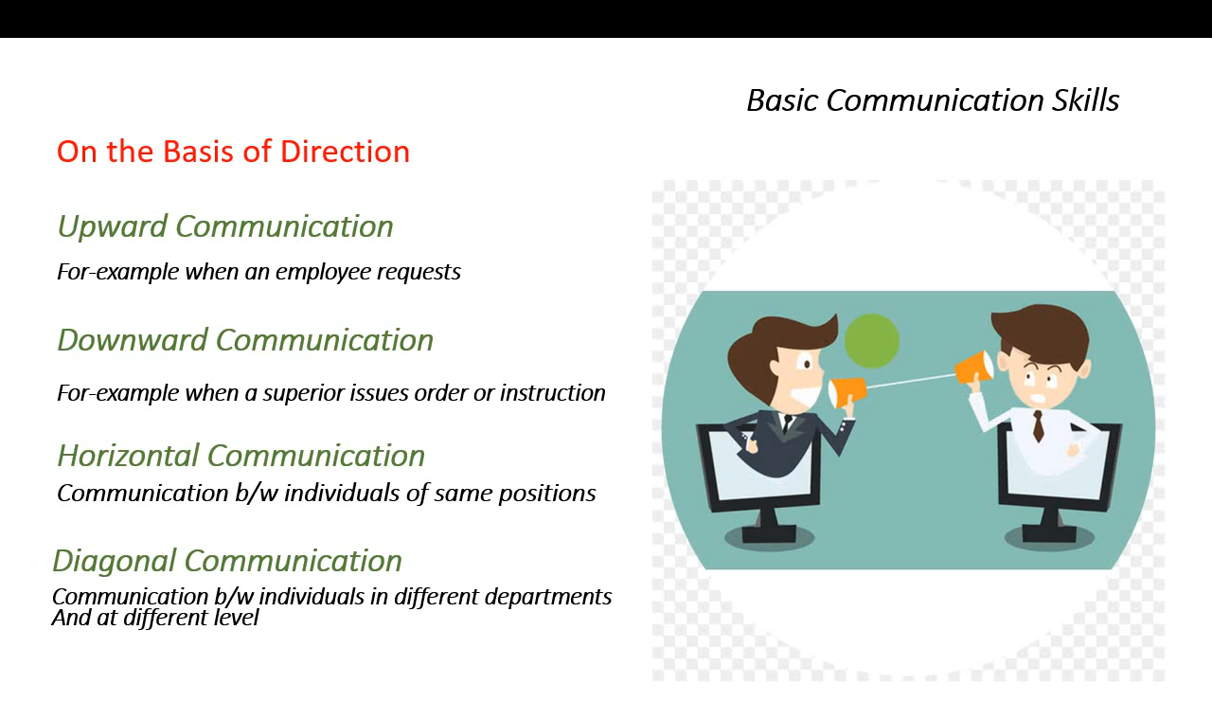 Basic Communication Skills
On the Basis of Direction
Upward Communication
For-example when an employee requests
Downward Communication
For-example when a superior issues order or instruction
Horizontal Communication
Communication b/w individuals of same positions
Diagonal Communication
Communication b/w individuals in different departments
And at different level